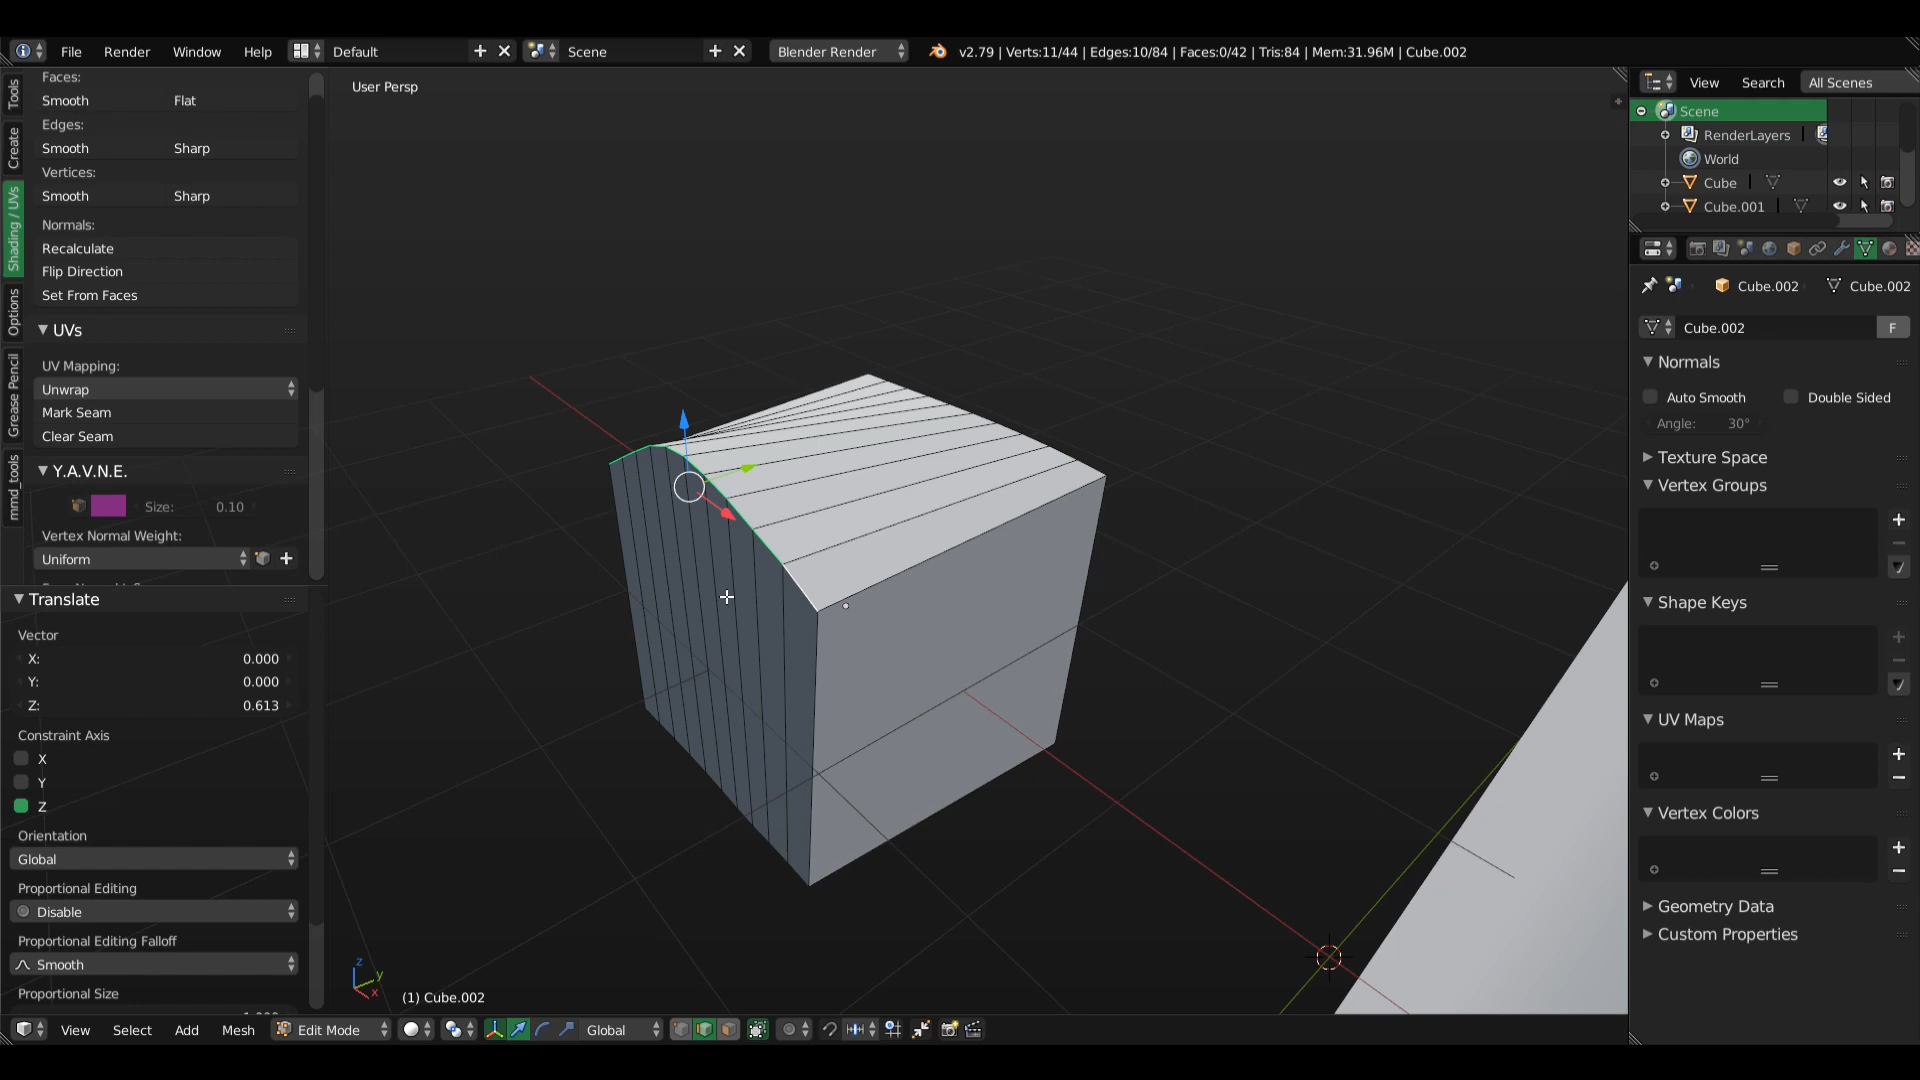 File Render Window Help Default Scene Blender Render v2.79 | Verts:11/44 | Edges:10/84 | Faces:0/42 | Tris:84 | Mem:31.96M | Cube.002
Tools
Create
Shading / UVs
Options
Grease Pencil
mmd_tools
Faces:
Smooth Flat
Edges:
Smooth Sharp
Vertices:
Smooth Sharp
Normals:
Recalculate
Flip Direction
Set From Faces
UVs
UV Mapping:
Unwrap
Mark Seam
Clear Seam
Y.A.V.N.E.
Size: 0.10
Vertex Normal Weight:
Uniform
Translate
Vector
X: 0.000
Y: 0.000
Z: 0.613
Constraint Axis
X
Y
Z
Orientation
Global
Proportional Editing
Disable
Proportional Editing Falloff
Smooth
Proportional Size
User Persp
z
y
x
(1) Cube.002
View Select Add Mesh Edit Mode Global
View Search All Scenes
Scene
RenderLayers
World
Cube
Cube.001
Cube.002 Cube.002
Cube.002 F
Normals
Auto Smooth Double Sided
Angle: 30°
Texture Space
Vertex Groups
Shape Keys
UV Maps
Vertex Colors
Geometry Data
Custom Properties